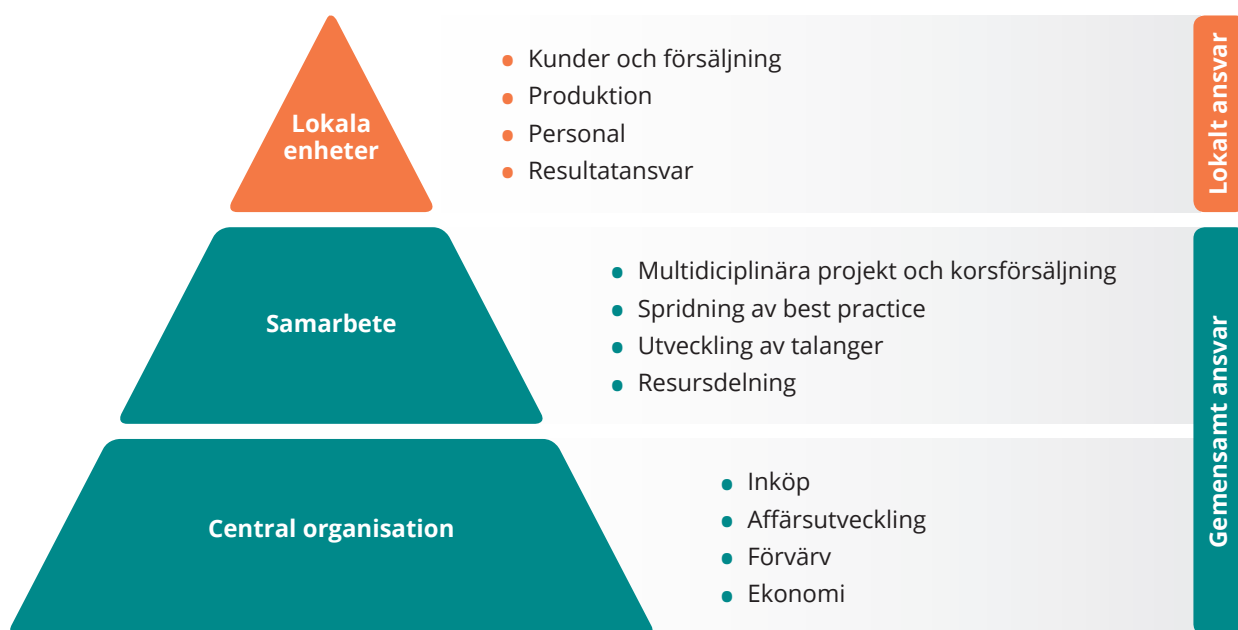 Lokala
enheter
Kunder och försäljning
Produktion
Personal
Resultatansvar
Lokalt ansvar
Samarbete
Multidiciplinära projekt och korsförsäljning
Spridning av best practice
Utveckling av talanger
Resursdelning
Gemensamt ansvar
Central organisation
Inköp
Affärsutveckling
Förvärv
Ekonomi